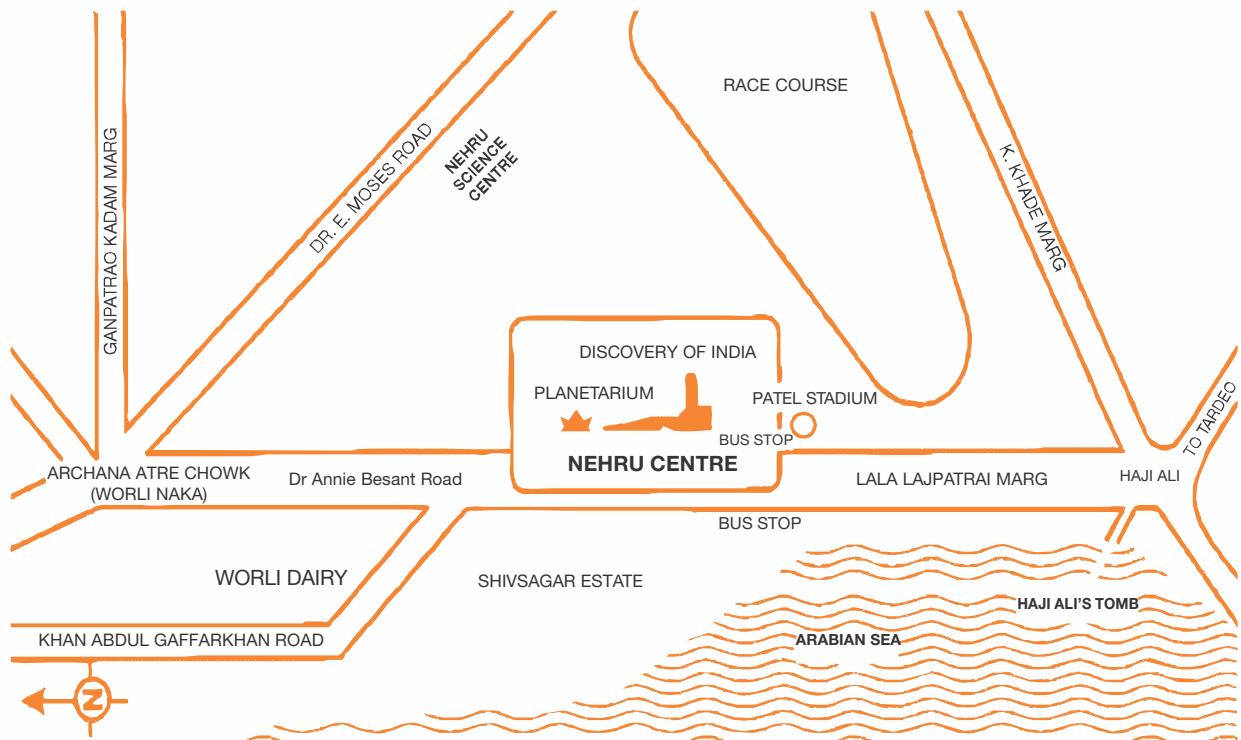 RACE COURSE
GANPATRAO KADAM MARG
DR. E. MOSES ROAD
NEHRU
SCIENCE
CENTRE
K. KHADE MARG
DISCOVERY OF INDIA
PLANETARIUM
PATEL STADIUM
TO TARDEO
BUS STOP
NEHRU CENTRE
ARCHANA ATRE CHOWK
(WORLI NAKA)
Dr Annie Besant Road
LALA LAJPATRAI MARG
HAJI ALI
BUS STOP
WORLI DAIRY
SHIVSAGAR ESTATE
HAJI ALI'S TOMB
KHAN ABDUL GAFFARKHAN ROAD
ARABIAN SEA
N